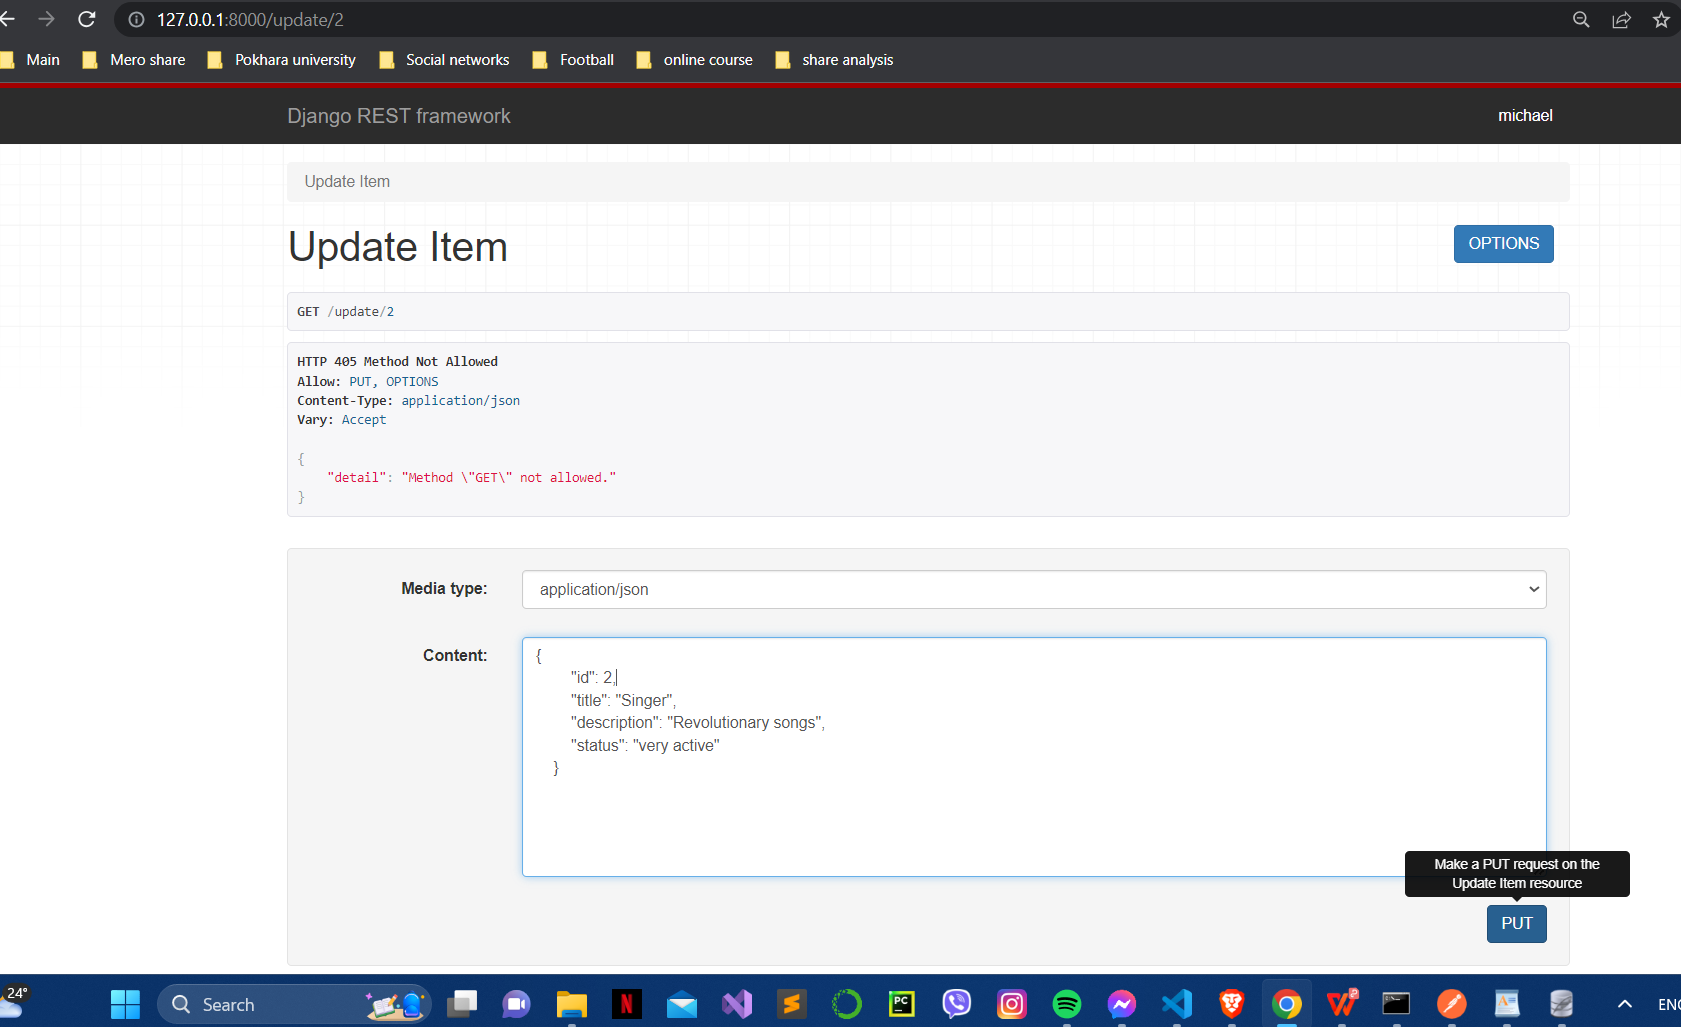 127.0.0.1:8000/update/2
Main Mero share Pokhara university Social networks Football online course share analysis
Django REST framework michael
Update Item
Update Item OPTIONS
GET /update/2
HTTP 405 Method Not Allowed
Allow: PUT, OPTIONS
Content-Type: application/json
Vary: Accept
{
"detail": "Method \"GET\" not allowed."
}
Media type: application/json
Content: {
"id": 2,
"title": "Singer",
"description": "Revolutionary songs",
"status": "very active"
}
Make a PUT request on the
Update Item resource
PUT
24°
Search
N
PC
ENG